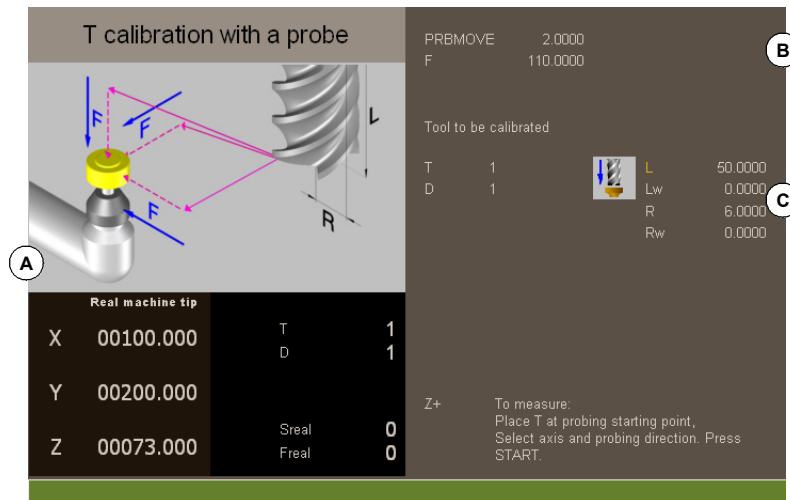 T calibration with a probe
F
F
F
L
R
A
Real machine tip
X 00100.000
Y 00200.000
Z 00073.000
T 1
D 1
Sreal 0
Freal 0
PRBMOVE 2.0000
F 110.0000
B
Tool to be calibrated
T 1
D 1
L 50.0000
Lw 0.0000
R 6.0000
Rw 0.0000
C
Z+ To measure:
Place T at probing starting point,
Select axis and probing direction. Press
START.